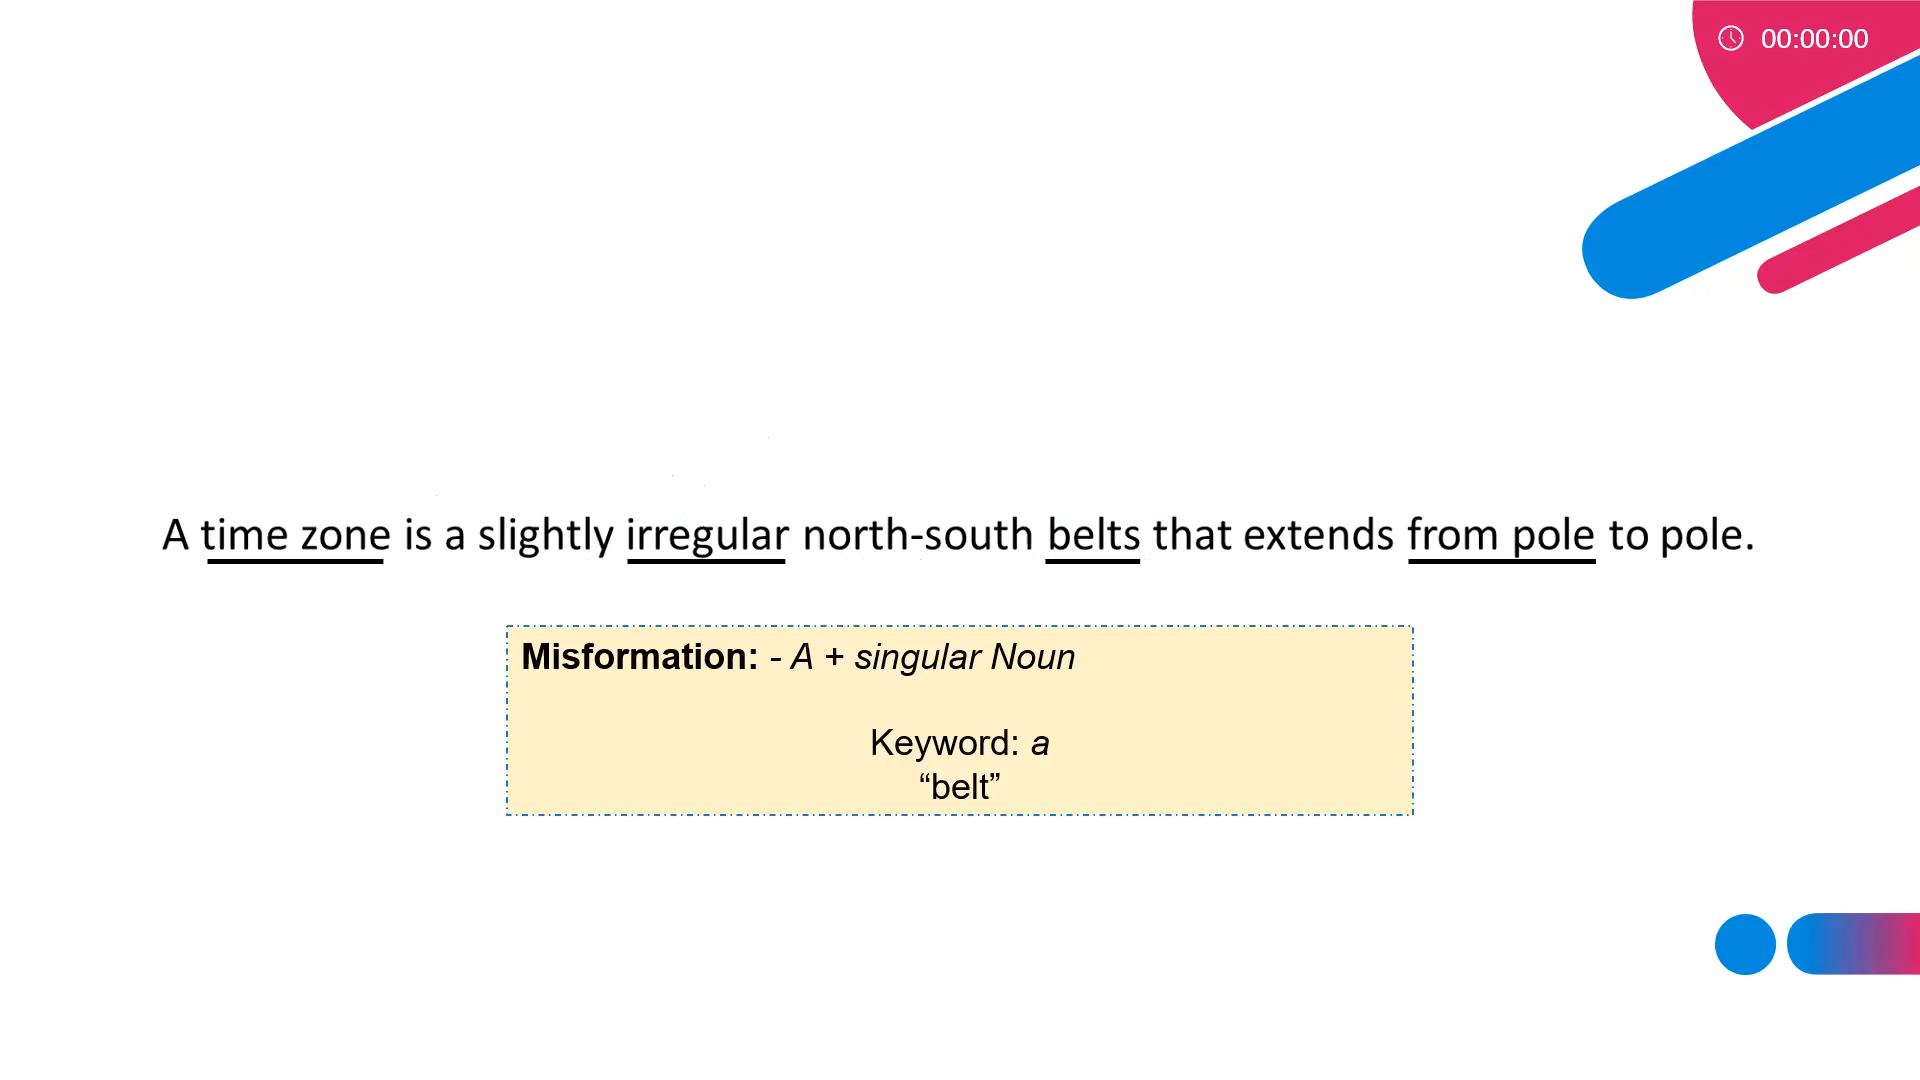 00:00:00
A time zone is a slightly irregular north-south belts that extends from pole to pole.
Misformation: - A + singular Noun
Keyword: a
“belt”